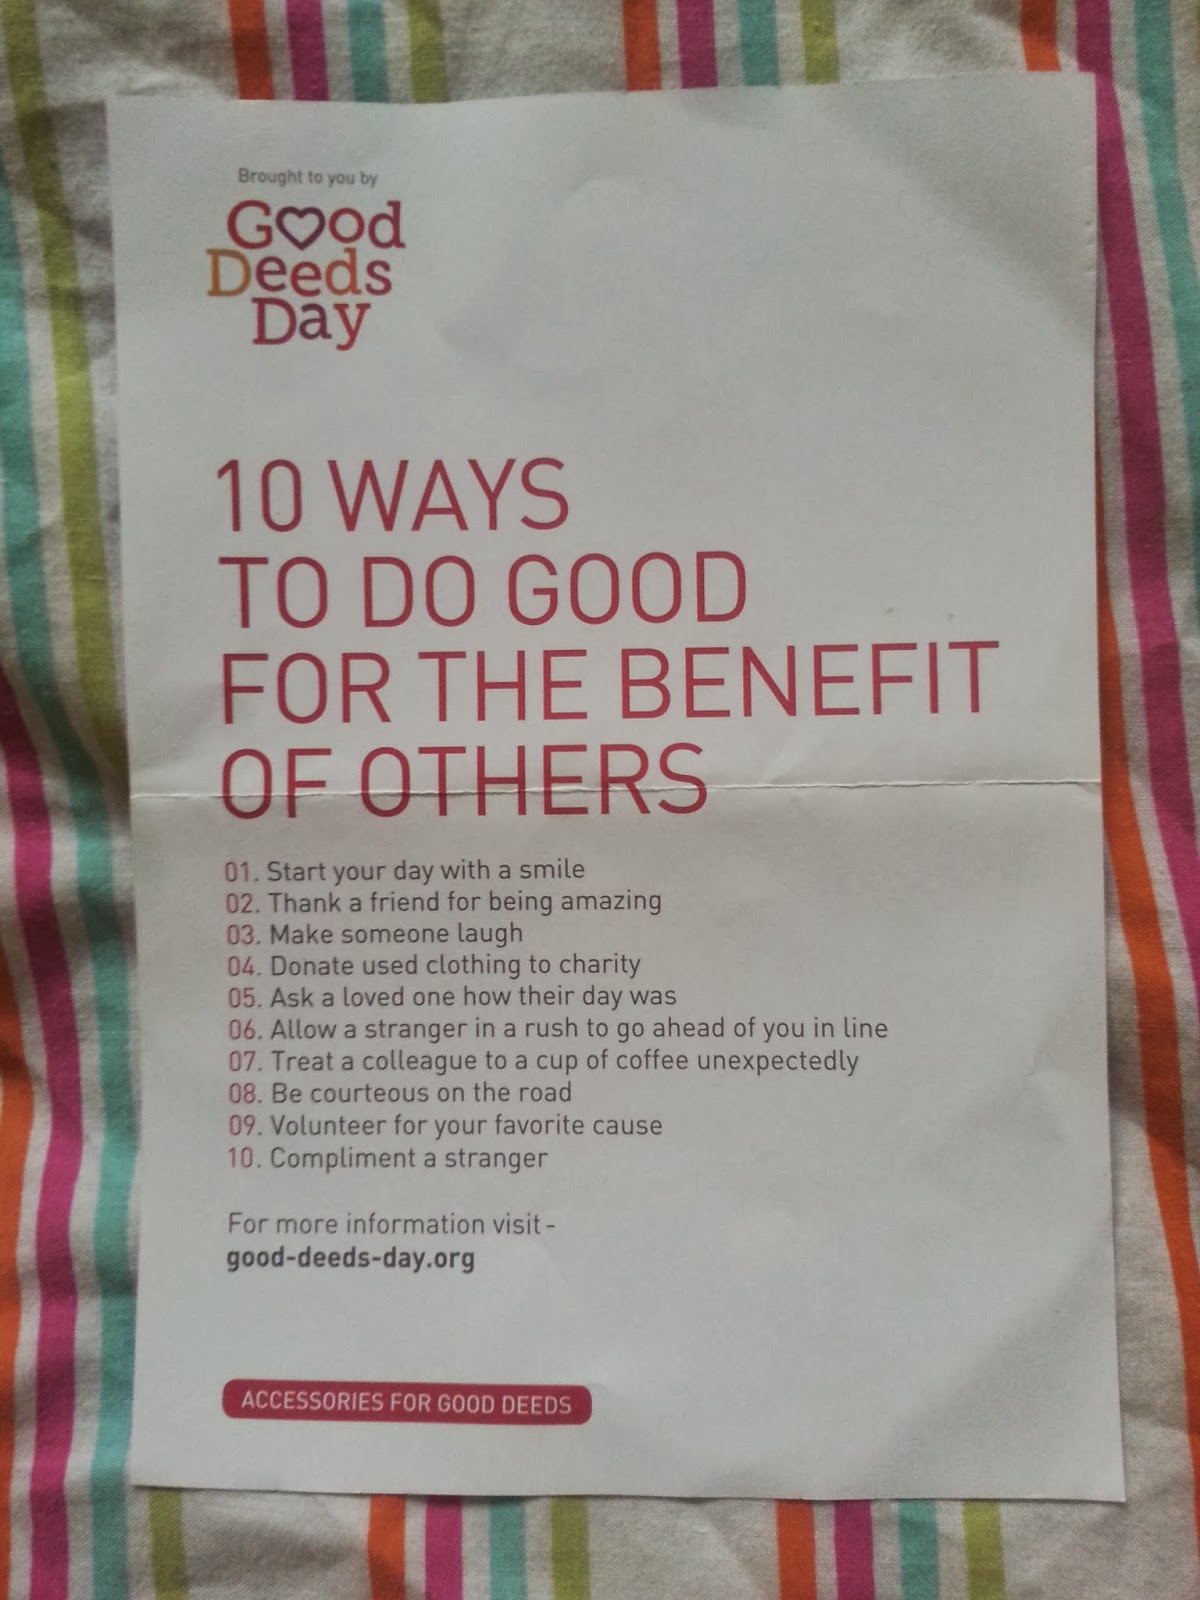 Brought to you by
Good
Deeds
Day
10 WAYS
TO DO GOOD
FOR THE BENEFIT
OF OTHERS
01. Start your day with a smile
02. Thank a friend for being amazing
03. Make someone laugh
04. Donate used clothing to charity
05. Ask a loved one how their day was
06. Allow a stranger in a rush to go ahead of you in line
07. Treat a colleague to a cup of coffee unexpectedly
08. Be courteous on the road
09. Volunteer for your favorite cause
10. Compliment a stranger
For more information visit -
good-deeds-day.org
ACCESSORIES FOR GOOD DEEDS